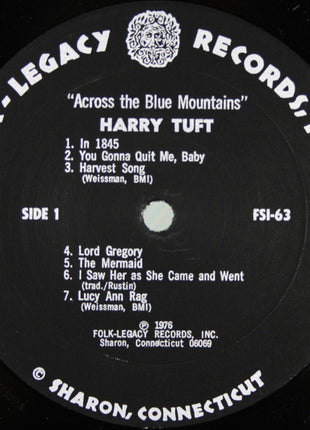 - LEGACY RECORDS,
"Across the Blue Mountains"
HARRY TUFT
1. In 1845
2. You Gonna Quit Me, Baby
3. Harvest Song
(Weissman, BMI)
SIDE 1
FSI-63
4. Lord Gregory
5. The Mermaid
6. I Saw Her as She Came and Went
(trad./Rustin)
7. Lucy Ann Rag
(Weissman, BMI)
Ⓟ 1976
FOLK-LEGACY RECORDS, INC.
Sharon, Connecticut 06069
© SHARON, CONNECTICUT